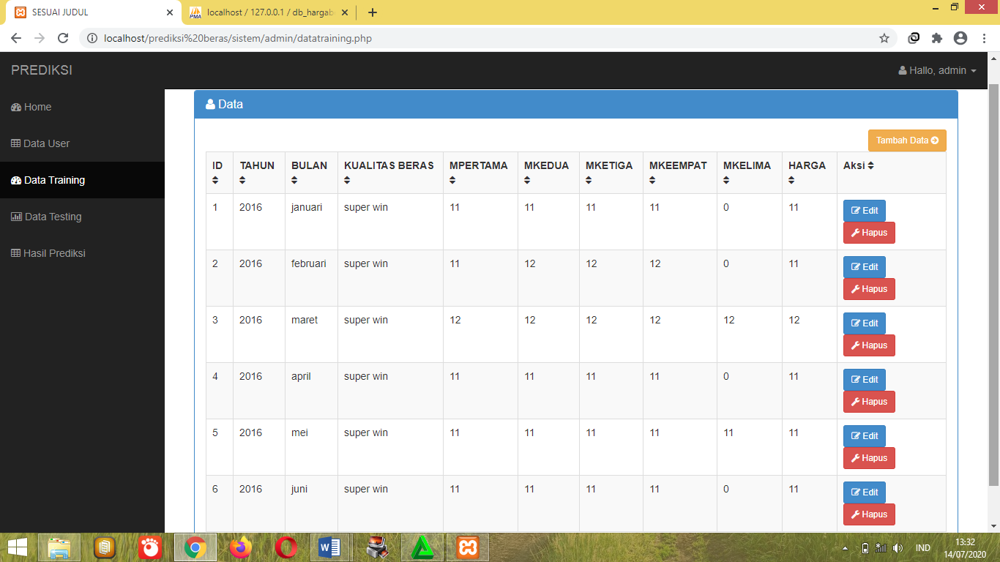 SESUAI JUDUL
localhost / 127.0.0.1 / db_hargab
localhost/prediksi%20beras/sistem/admin/datatraining.php
PREDIKSI
Hallo, admin
Home
Data User
Data Training
Data Testing
Hasil Prediksi
Data
Tambah Data
ID TAHUN BULAN KUALITAS BERAS MPERTAMA MKEDUA MKETIGA MKEEMPAT MKELIMA HARGA Aksi
1 2016 januari super win 11 11 11 11 0 11 Edit
Hapus
2 2016 februari super win 11 12 12 12 0 11 Edit
Hapus
3 2016 maret super win 12 12 12 12 12 12 Edit
Hapus
4 2016 april super win 11 11 11 11 0 11 Edit
Hapus
5 2016 mei super win 11 11 11 11 11 11 Edit
Hapus
6 2016 juni super win 11 11 11 11 0 11 Edit
Hapus
IND
13:32
14/07/2020